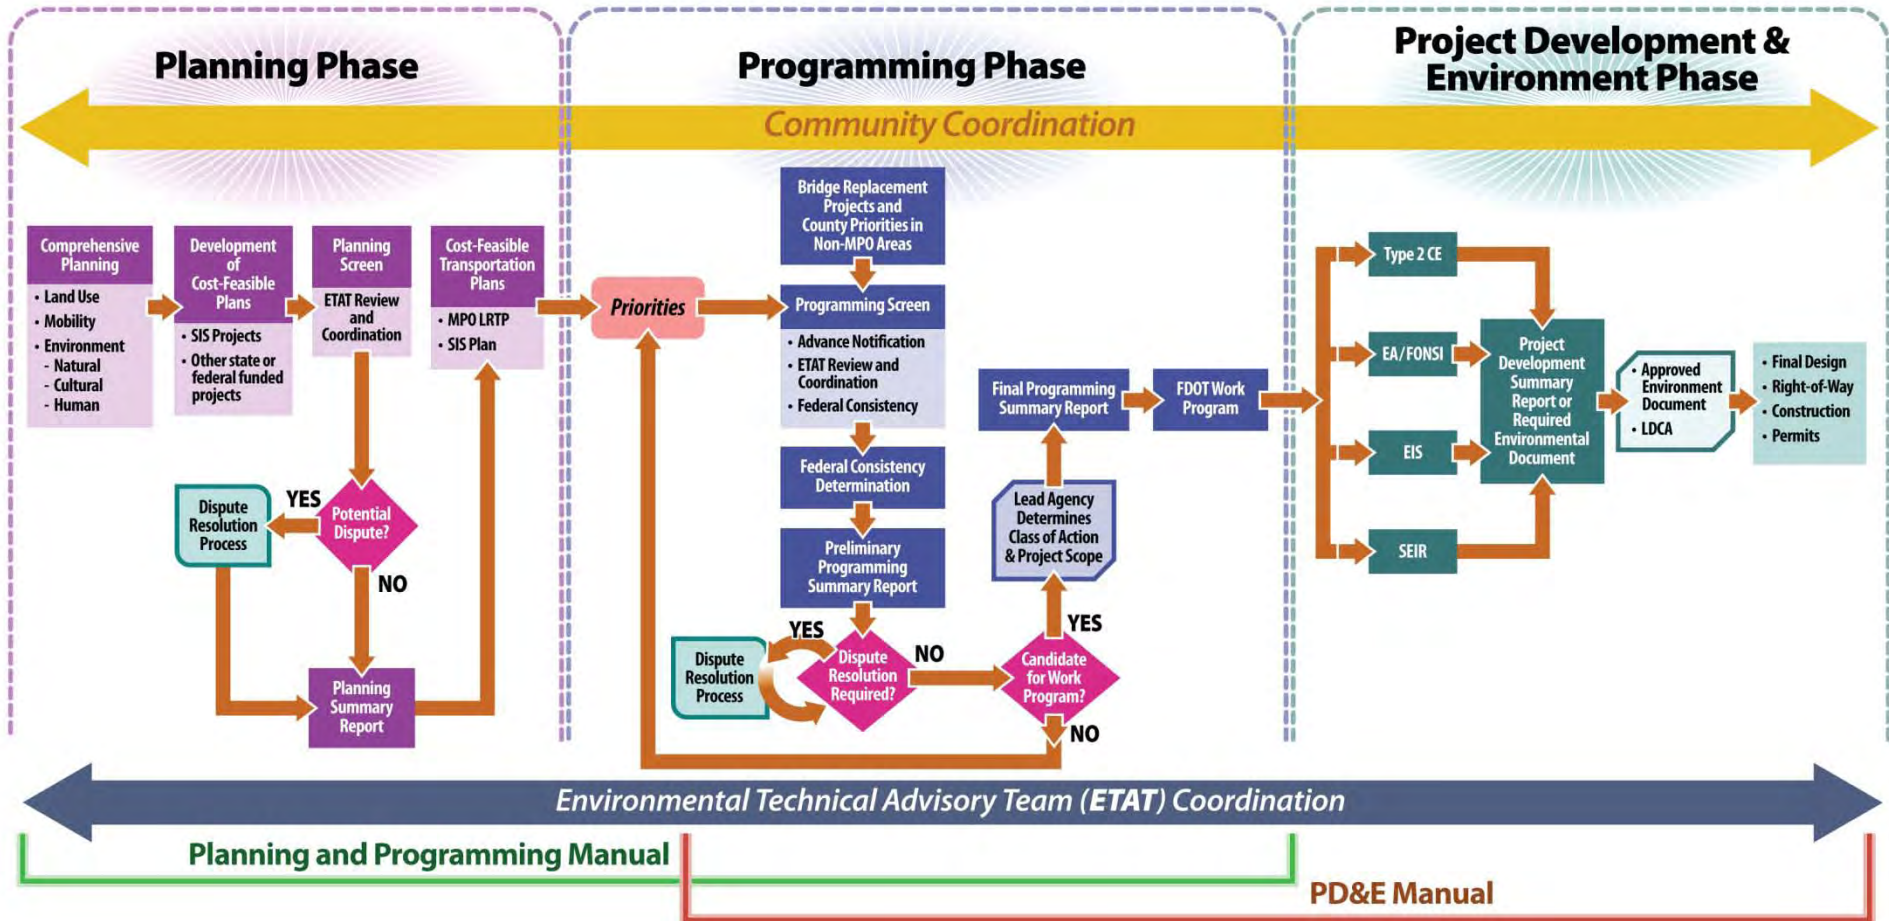 Planning Phase
Programming Phase
Project Development &
Environment Phase
Community Coordination
Comprehensive
Planning
• Land Use
• Mobility
• Environment
- Natural
- Cultural
- Human
Development
of
Cost-Feasible
Plans
• SIS Projects
• Other state or
federal funded
projects
Planning
Screen
ETAT Review
and
Coordination
Cost-Feasible
Transportation
Plans
• MPO LRTP
• SIS Plan
Potential
Dispute?
YES
NO
Dispute
Resolution
Process
Planning
Summary
Report
Priorities
Bridge Replacement
Projects and
County Priorities in
Non-MPO Areas
Programming Screen
• Advance Notification
• ETAT Review and
Coordination
• Federal Consistency
Federal Consistency
Determination
Preliminary
Programming
Summary Report
YES
Dispute
Resolution
Process
Dispute
Resolution
Required?
NO
Candidate
for Work
Program?
YES
NO
Lead Agency
Determines
Class of Action
& Project Scope
Final Programming
Summary Report
FDOT Work
Program
Type 2 CE
EA/FONSI
EIS
SEIR
Project
Development
Summary
Report or
Required
Environmental
Document
• Approved
Environment
Document
• LDCA
• Final Design
• Right-of-Way
• Construction
• Permits
Environmental Technical Advisory Team (ETAT) Coordination
Planning and Programming Manual
PD&E Manual